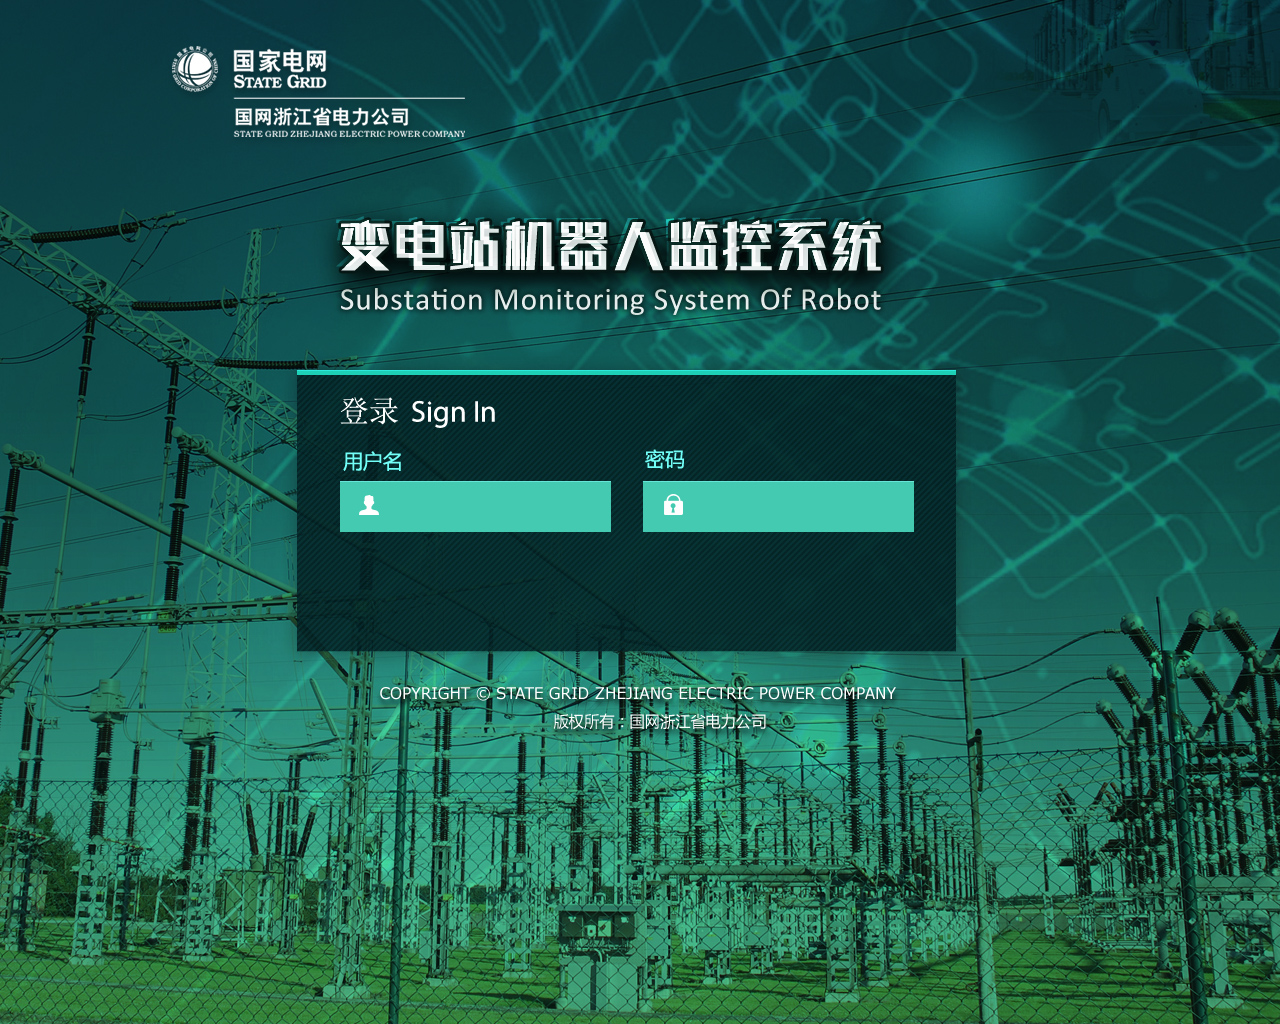 国家电网
STATE GRID
国网浙江省电力公司
STATE GRID ZHEJIANG ELECTRIC POWER COMPANY
变电站机器人监控系统
Substation Monitoring System Of Robot
登录 Sign In
用户名 密码
COPYRIGHT © STATE GRID ZHEJIANG ELECTRIC POWER COMPANY
版权所有 : 国网浙江省电力公司